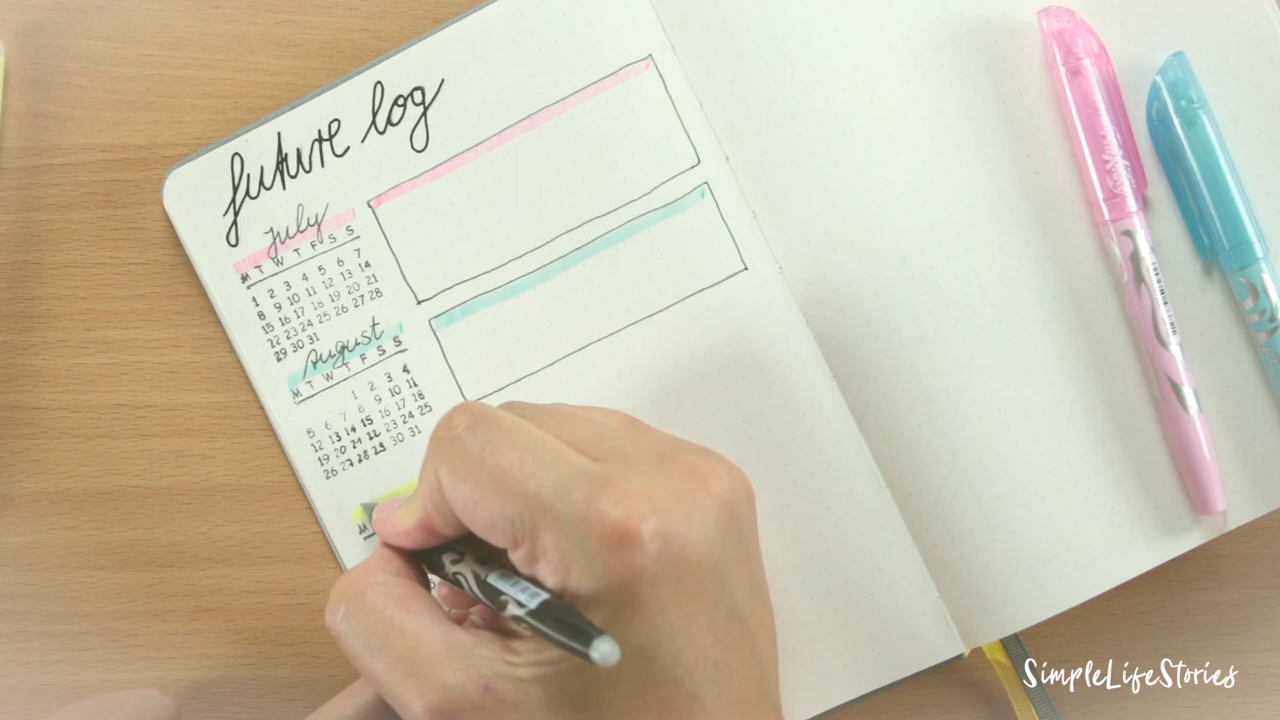 future log
July
M T W T F S S
1 2 3 4 5 6 7
8 9 10 11 12 13 14
15 16 17 18 19 20 21
22 23 24 25 26 27 28
29 30 31
August
M T W T F S S
1 2 3 4
5 6 7 8 9 10 11
12 13 14 15 16 17 18
19 20 21 22 23 24 25
26 27 28 29 30 31
M
SimpleLifeStories